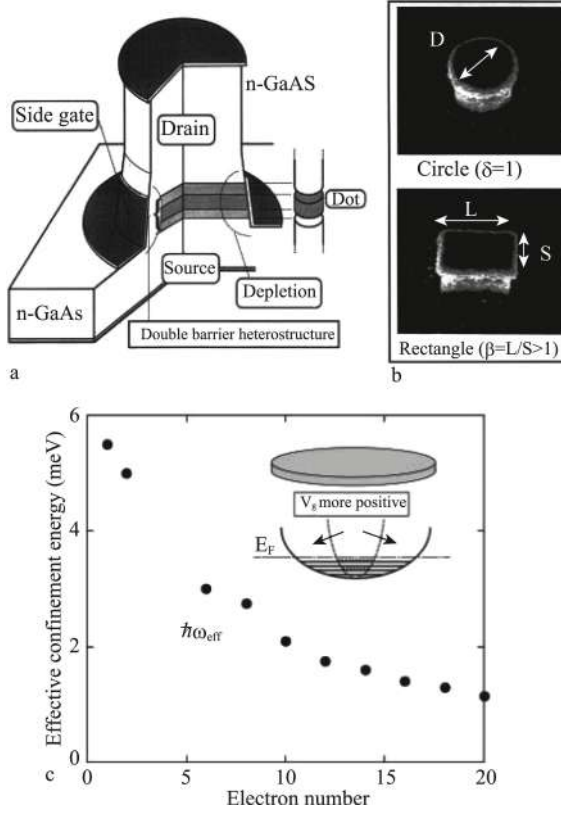 a
n-GaAS
Side gate
Drain
Dot
Source
Depletion
n-GaAs
Double barrier heterostructure
D
Circle (δ=1)
L
S
Rectangle (β=L/S>1)
b
Effective confinement energy (meV)
6
4
2
0
V_g more positive
E_F
ℏω_eff
c
0
5
10
15
20
Electron number